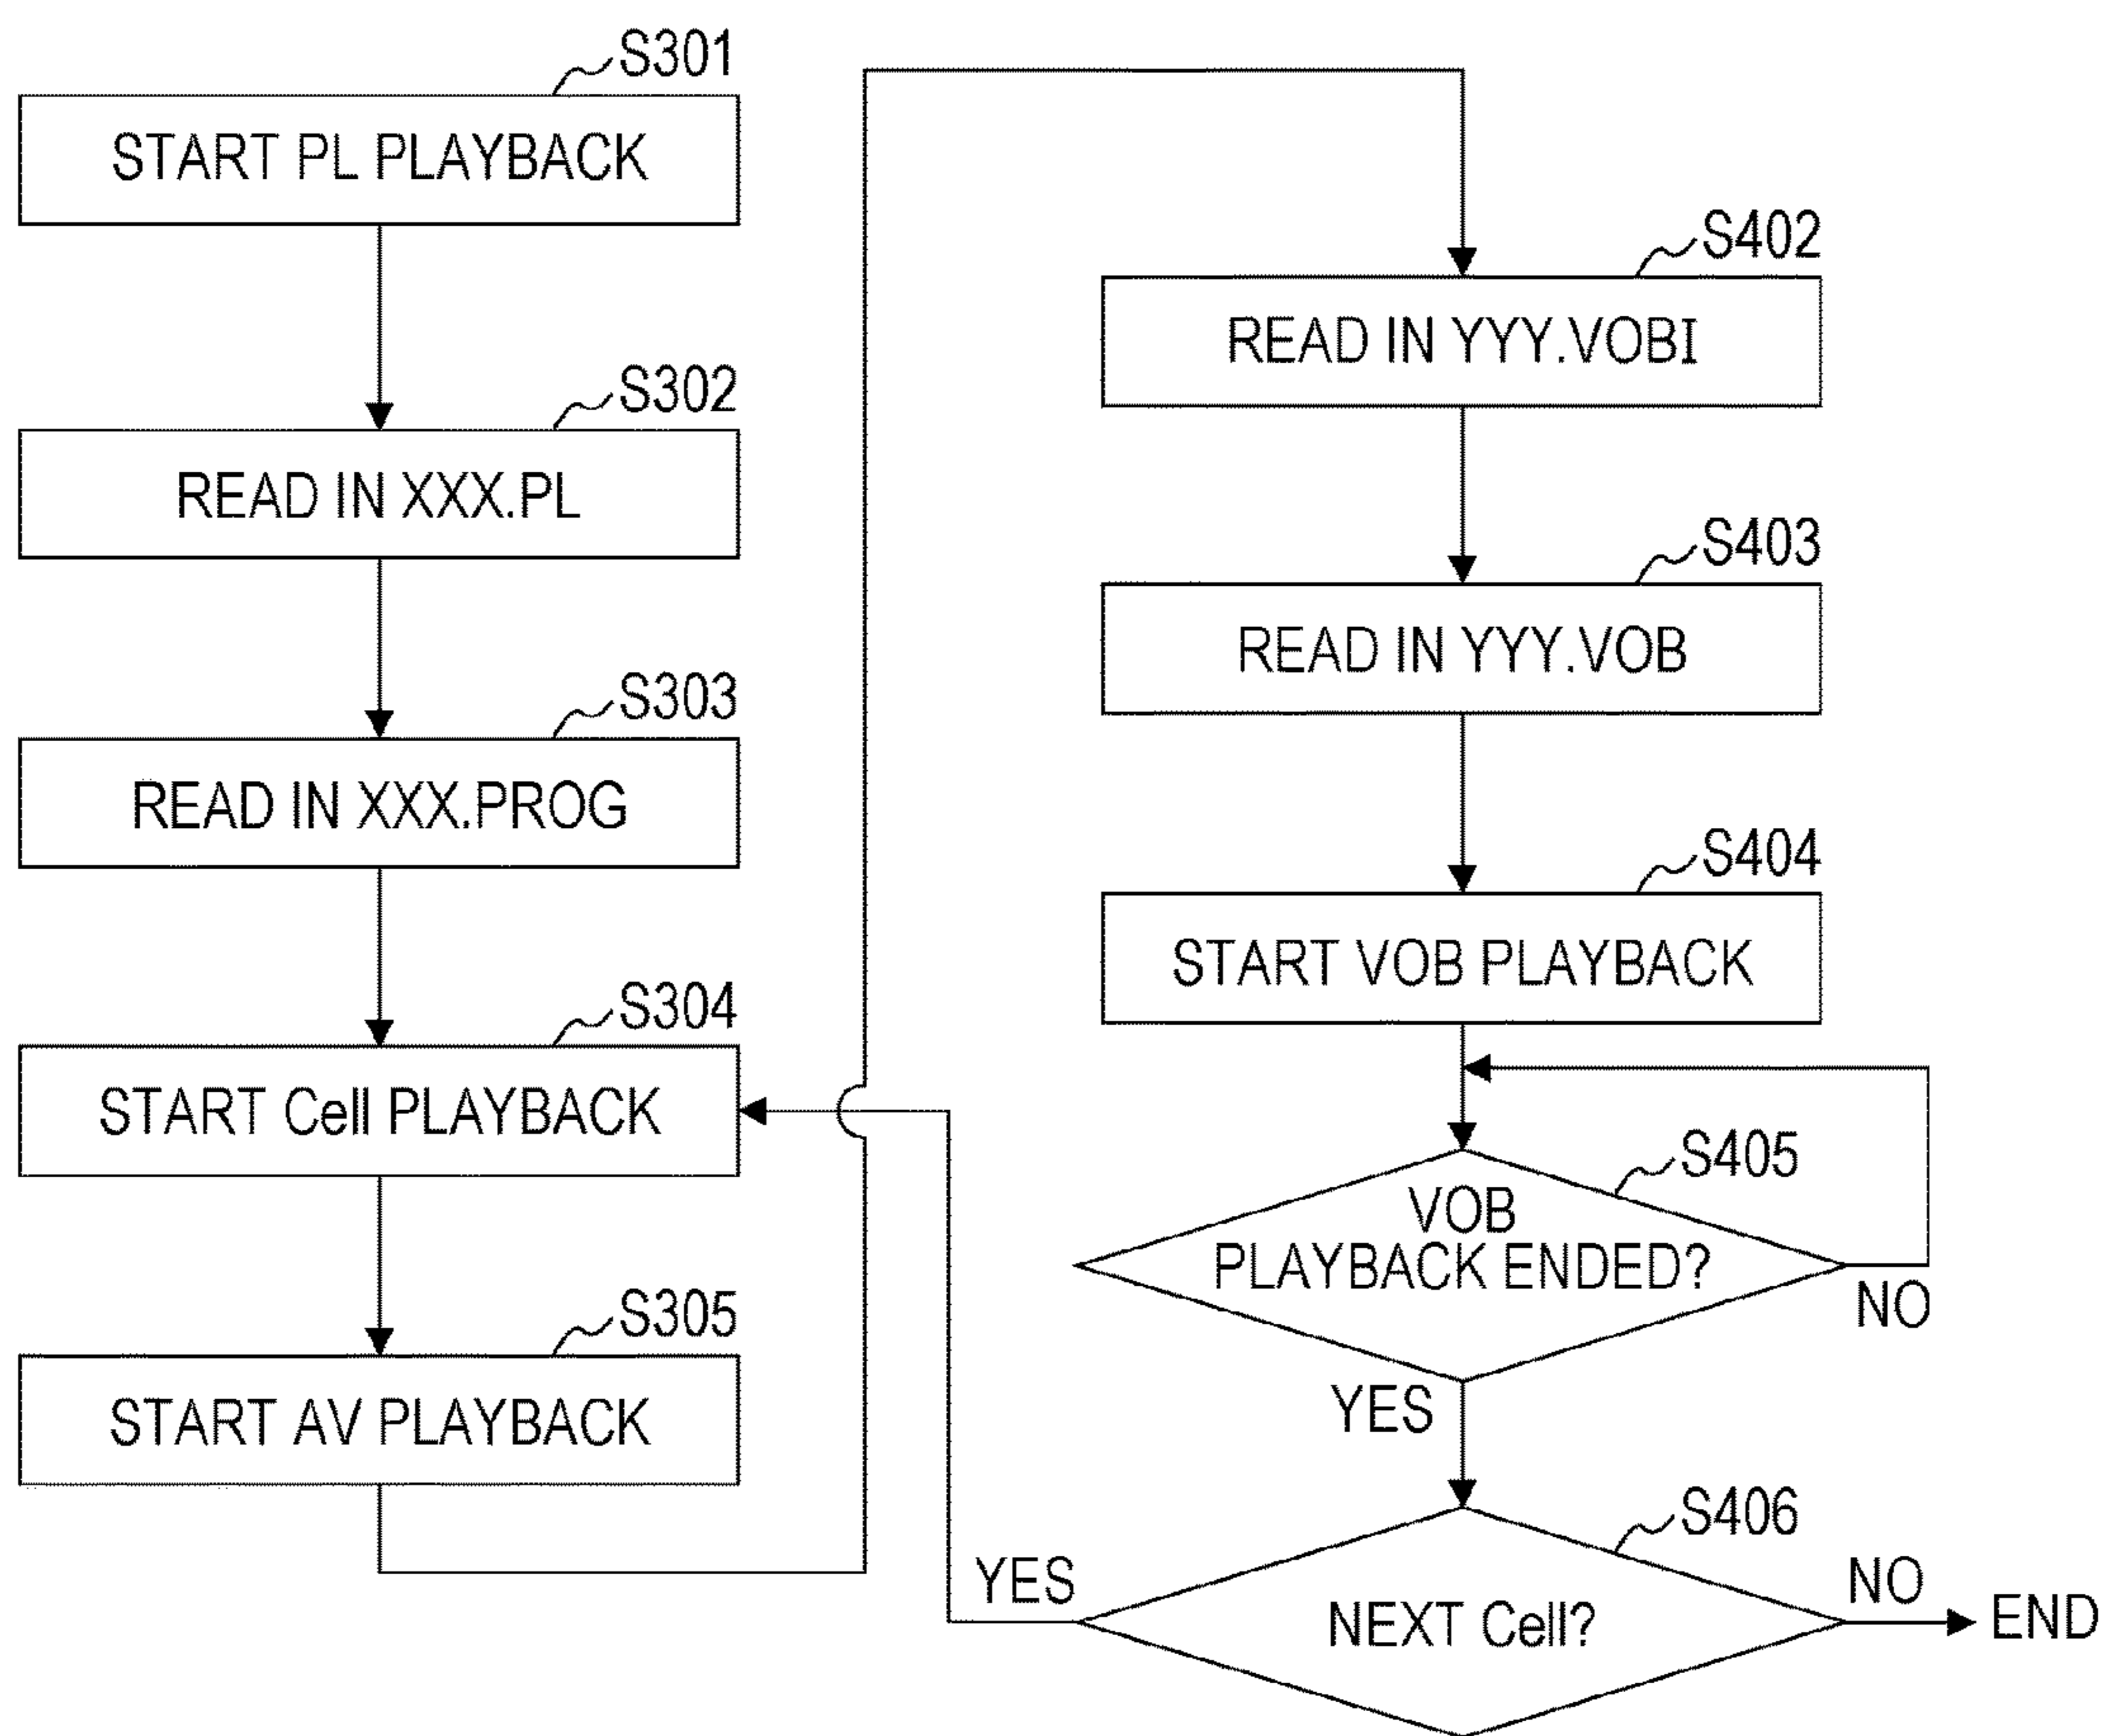 S301
START PL PLAYBACK
S302
READ IN XXX.PL
S303
READ IN XXX.PROG
S304
START Cell PLAYBACK
S305
START AV PLAYBACK
S402
READ IN YYY.VOBI
S403
READ IN YYY.VOB
S404
START VOB PLAYBACK
S405
VOB
PLAYBACK ENDED?
NO
YES
S406
NEXT Cell?
YES
NO
END